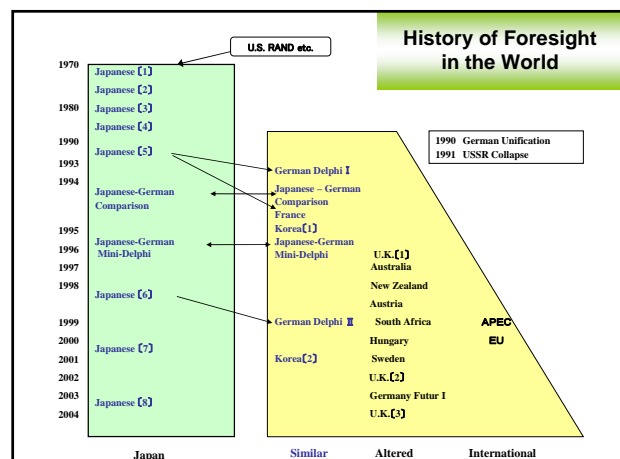 History of Foresight
in the World
U.S. RAND etc.
1970
Japanese (1)
Japanese (2)
1980
Japanese (3)
Japanese (4)
1990
Japanese (5)
1990 German Unification
1991 USSR Collapse
1993
German Delphi I
1994
Japanese-German
Comparison
Japanese – German
Comparison
France
1995
Korea(1)
Japanese-German
Mini-Delphi
Japanese-German
Mini-Delphi
1996
U.K.(1)
1997
Australia
1998
New Zealand
Japanese (6)
Austria
1999
German Delphi II
South Africa
APEC
2000
Hungary
EU
Japanese (7)
2001
Korea(2)
Sweden
2002
U.K.(2)
2003
Germany Futur I
Japanese (8)
2004
U.K.(3)
Japan
Similar
Altered
International